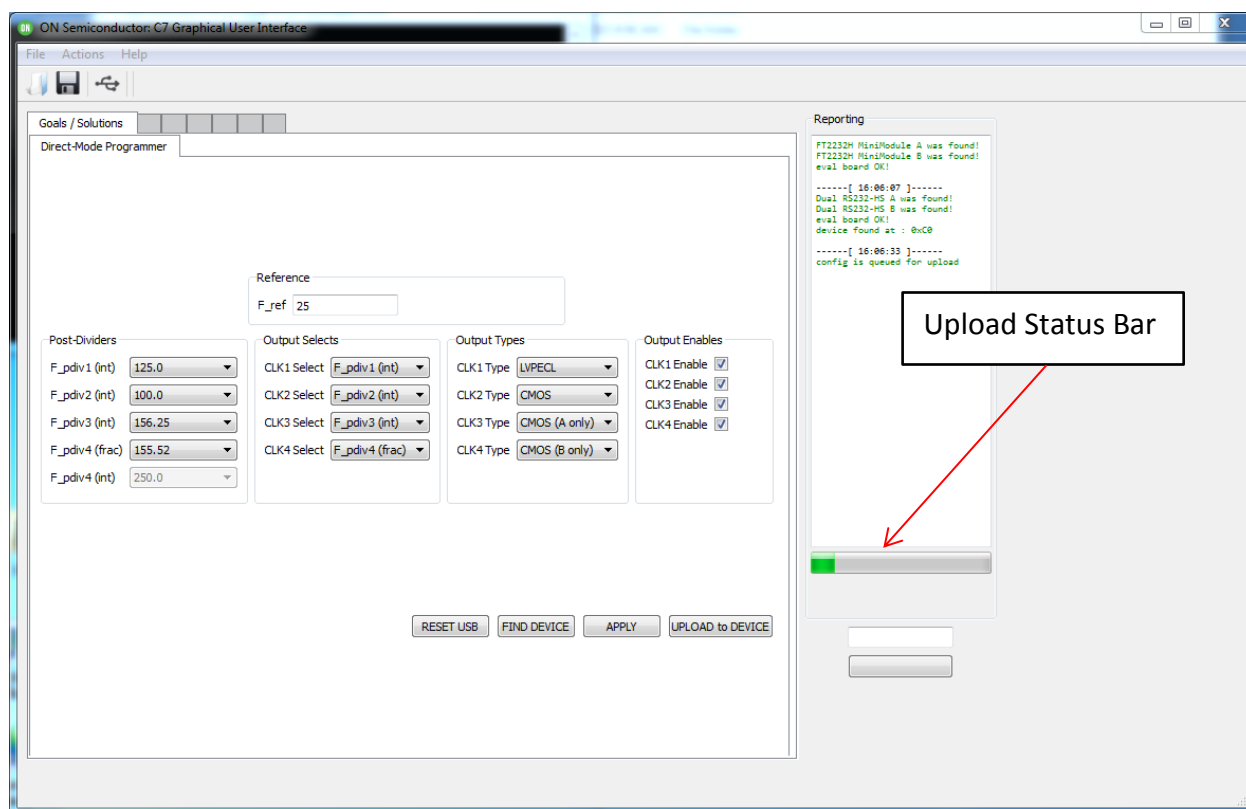 ON Semiconductor: C7 Graphical User Interface
File Actions Help
Goals / Solutions
Direct-Mode Programmer
Reference
F_ref 25
Post-Dividers
F_pdiv1 (int) 125.0
F_pdiv2 (int) 100.0
F_pdiv3 (int) 156.25
F_pdiv4 (frac) 155.52
F_pdiv4 (int) 250.0
Output Selects
CLK1 Select F_pdiv1 (int)
CLK2 Select F_pdiv2 (int)
CLK3 Select F_pdiv3 (int)
CLK4 Select F_pdiv4 (frac)
Output Types
CLK1 Type LVPECL
CLK2 Type CMOS
CLK3 Type CMOS (A only)
CLK4 Type CMOS (B only)
Output Enables
CLK1 Enable
CLK2 Enable
CLK3 Enable
CLK4 Enable
RESET USB FIND DEVICE APPLY UPLOAD to DEVICE
Reporting
FT2232H MiniModule A was found!
FT2232H MiniModule B was found!
eval board OK!
------[ 16:06:07 ]------
Dual RS232-HS A was found!
Dual RS232-HS B was found!
eval board OK!
device found at : 0xC0
------[ 16:06:33 ]------
config is queued for upload
Upload Status Bar